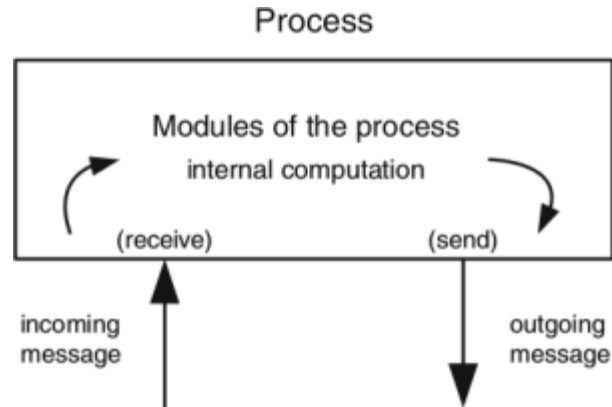 Process
Modules of the process
internal computation
(receive)
(send)
incoming
message
outgoing
message